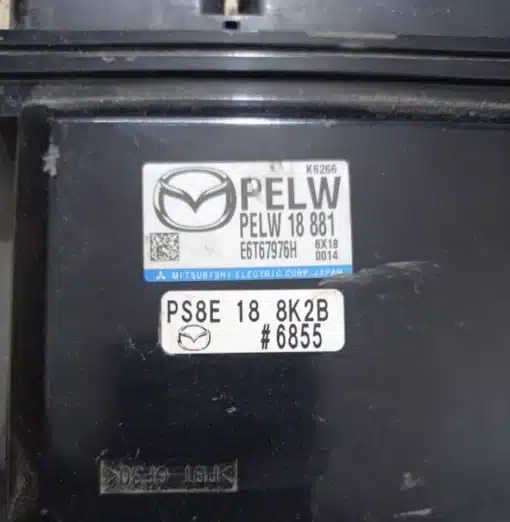 K6266
PELW
PELW 18 881
E6T67976H
6X18
0014
MITSUBISHI ELECTRIC CORP. JAPAN
PS8E 18 8K2B
#6855